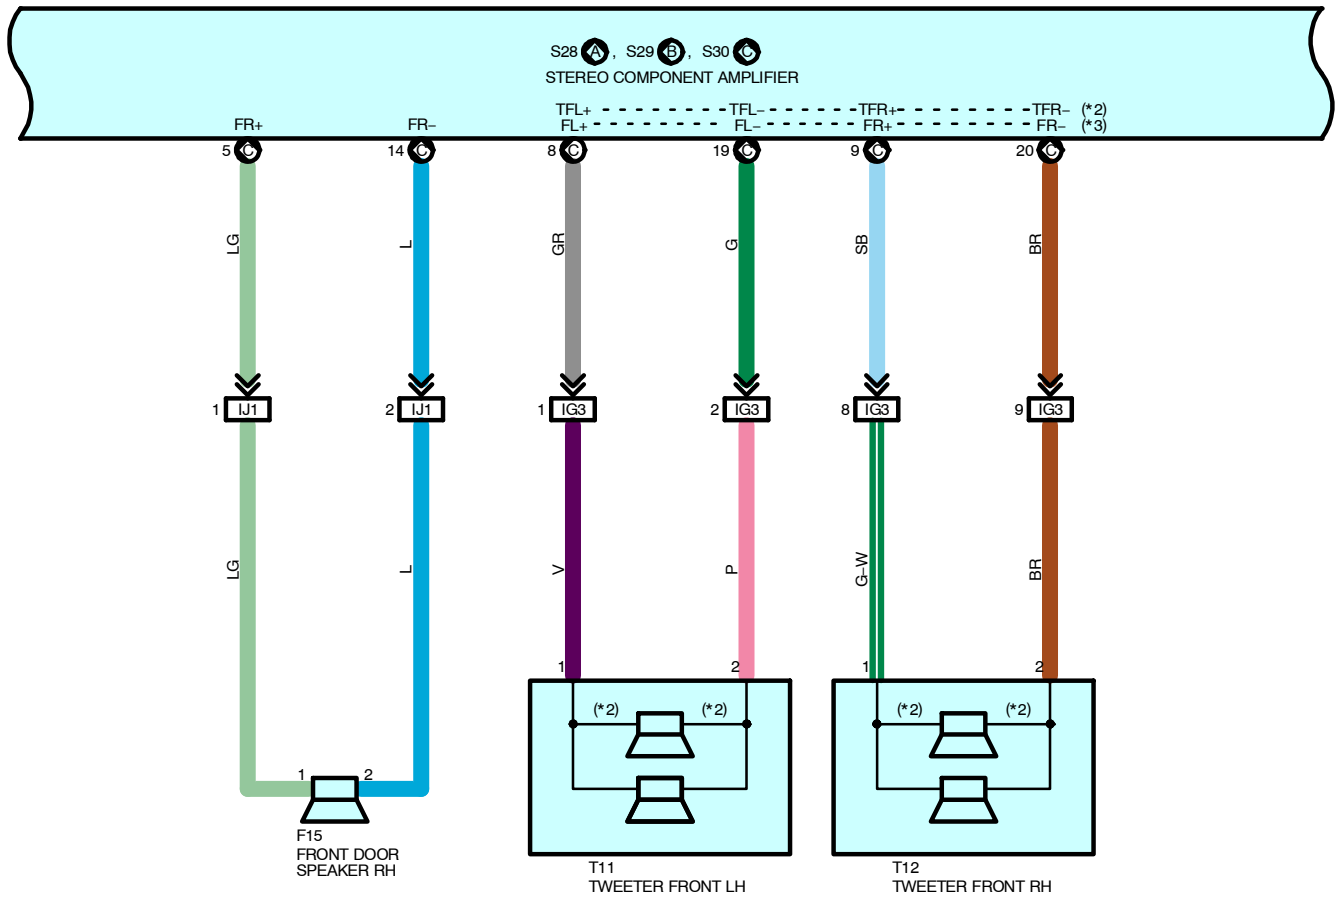 S28 A , S29 B , S30 C
STEREO COMPONENT AMPLIFIER
TFL+ TFL– TFR+ TFR– (*2)
FR+ FR– FL+ FL– FR+ FR– (*3)
5 C 14 C 8 C 19 C 9 C 20 C
LG L GR G SB BR
1 IJ1 2 IJ1 1 IG3 2 IG3 8 IG3 9 IG3
LG L V P G–W BR
1 2 1 2
(*2) (*2) (*2) (*2)
1 2
F15
FRONT DOOR
SPEAKER RH
T11 T12
TWEETER FRONT LH TWEETER FRONT RH